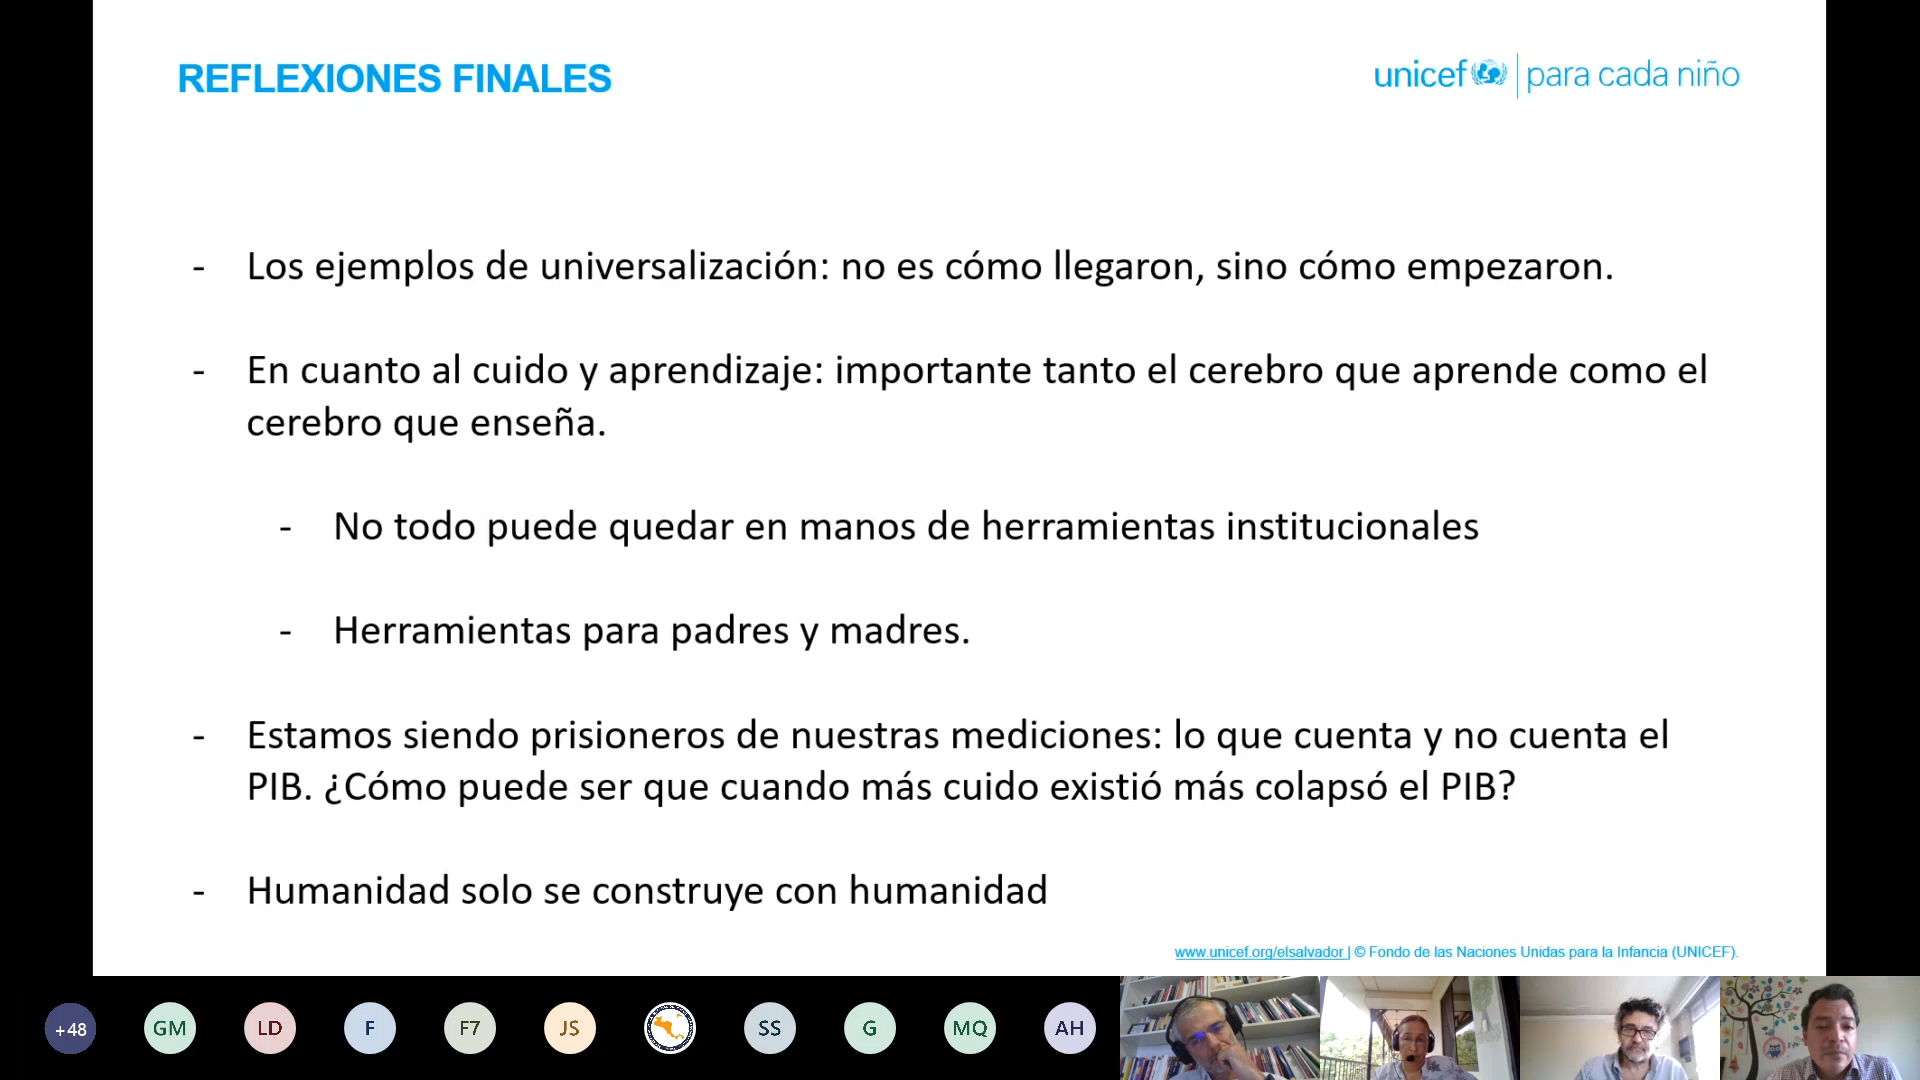 REFLEXIONES FINALES
unicef | para cada niño
- Los ejemplos de universalización: no es cómo llegaron, sino cómo empezaron.
- En cuanto al cuido y aprendizaje: importante tanto el cerebro que aprende como el
cerebro que enseña.
- No todo puede quedar en manos de herramientas institucionales
- Herramientas para padres y madres.
- Estamos siendo prisioneros de nuestras mediciones: lo que cuenta y no cuenta el
PIB. ¿Cómo puede ser que cuando más cuido existió más colapsó el PIB?
- Humanidad solo se construye con humanidad
www.unicef.org/elsalvador | © Fondo de las Naciones Unidas para la Infancia (UNICEF).
+48 GM LD F F7 JS SS G MQ AH